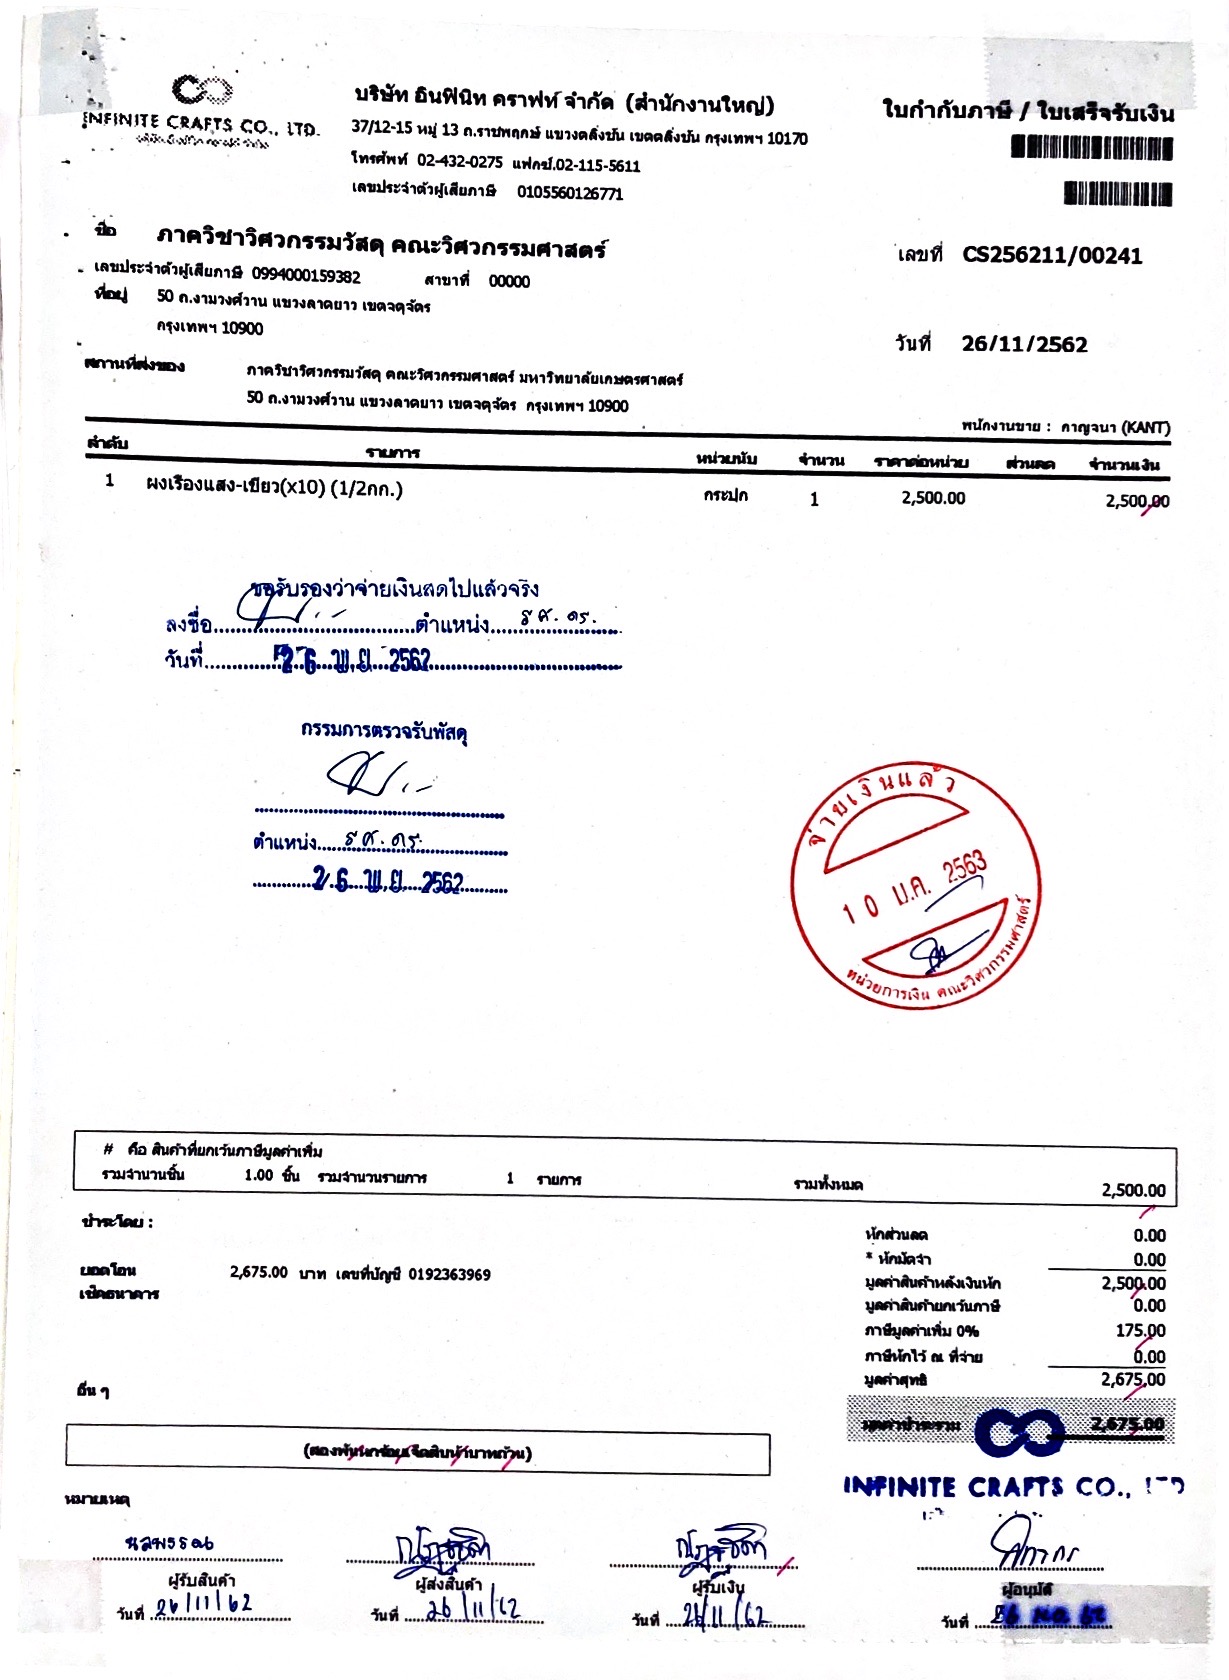 INFINITE CRAFTS CO., LTD.
บริษัท อินฟินิท คราฟท์ จำกัด (สำนักงานใหญ่)
37/12-15 หมู่ 13 ถ.ราชพฤกษ์ แขวงตลิ่งชัน เขตตลิ่งชัน กรุงเทพฯ 10170
โทรศัพท์ 02-432-0275 แฟกซ์.02-115-5611
เลขประจำตัวผู้เสียภาษี 0105560126771
ใบกำกับภาษี / ใบเสร็จรับเงิน
ชื่อ ภาควิชาวิศวกรรมวัสดุ คณะวิศวกรรมศาสตร์
เลขประจำตัวผู้เสียภาษี 0994000159382 สาขาที่ 00000
ที่อยู่ 50 ถ.งามวงศ์วาน แขวงลาดยาว เขตจตุจักร
กรุงเทพฯ 10900
เลขที่ CS256211/00241
วันที่ 26/11/2562
สถานที่ส่งของ ภาควิชาวิศวกรรมวัสดุ คณะวิศวกรรมศาสตร์ มหาวิทยาลัยเกษตรศาสตร์
50 ถ.งามวงศ์วาน แขวงลาดยาว เขตจตุจักร กรุงเทพฯ 10900
พนักงานขาย : กาญจนา (KANT)
ลำดับ รายการ หน่วยนับ จำนวน ราคาต่อหน่วย ส่วนลด จำนวนเงิน
1 ผงเรืองแสง-เขียว(x10) (1/2กก.) กระปุก 1 2,500.00 2,500.00
ขอรับรองว่าจ่ายเงินสดไปแล้วจริง
ลงชื่อ ตำแหน่ง รศ.ดร.
วันที่ 26 พ.ย. 2562
กรรมการตรวจรับพัสดุ
ตำแหน่ง รศ.ดร.
26 พ.ย. 2562
จ่ายเงินแล้ว
10 ม.ค. 2563
หน่วยการเงิน คณะวิศวกรรมศาสตร์
# คือ สินค้าที่ยกเว้นภาษีมูลค่าเพิ่ม
รวมจำนวนชิ้น 1.00 ชิ้น รวมจำนวนรายการ 1 รายการ รวมทั้งหมด 2,500.00
ชำระโดย :
ยอดโอน 2,675.00 บาท เลขที่บัญชี 0192363969
เช็คธนาคาร
อื่น ๆ
หักส่วนลด 0.00
* หักมัดจำ 0.00
มูลค่าสินค้าหลังเงินหัก 2,500.00
มูลค่าสินค้ายกเว้นภาษี 0.00
ภาษีมูลค่าเพิ่ม 0% 175.00
ภาษีหักไว้ ณ ที่จ่าย 0.00
มูลค่าสุทธิ 2,675.00
มูลค่าชำระรวม 2,675.00
(สองพันหกร้อยเจ็ดสิบห้าบาทถ้วน)
INFINITE CRAFTS CO., LTD
หมายเหตุ
นลพรรณ
ผู้รับสินค้า ผู้ส่งสินค้า ผู้รับเงิน ผู้อนุมัติ
วันที่ 26/11/62 วันที่ 26/11/62 วันที่ 26/11/62 วันที่ 26 พ.ย. 62